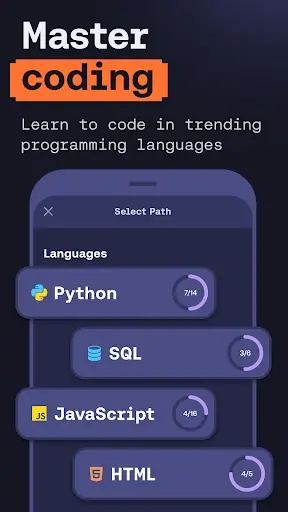 Master
coding
Learn to code in trending
programming languages
Select Path
Languages
Python
7/14
SQL
3/6
JS
JavaScript
4/16
5
HTML
4/5